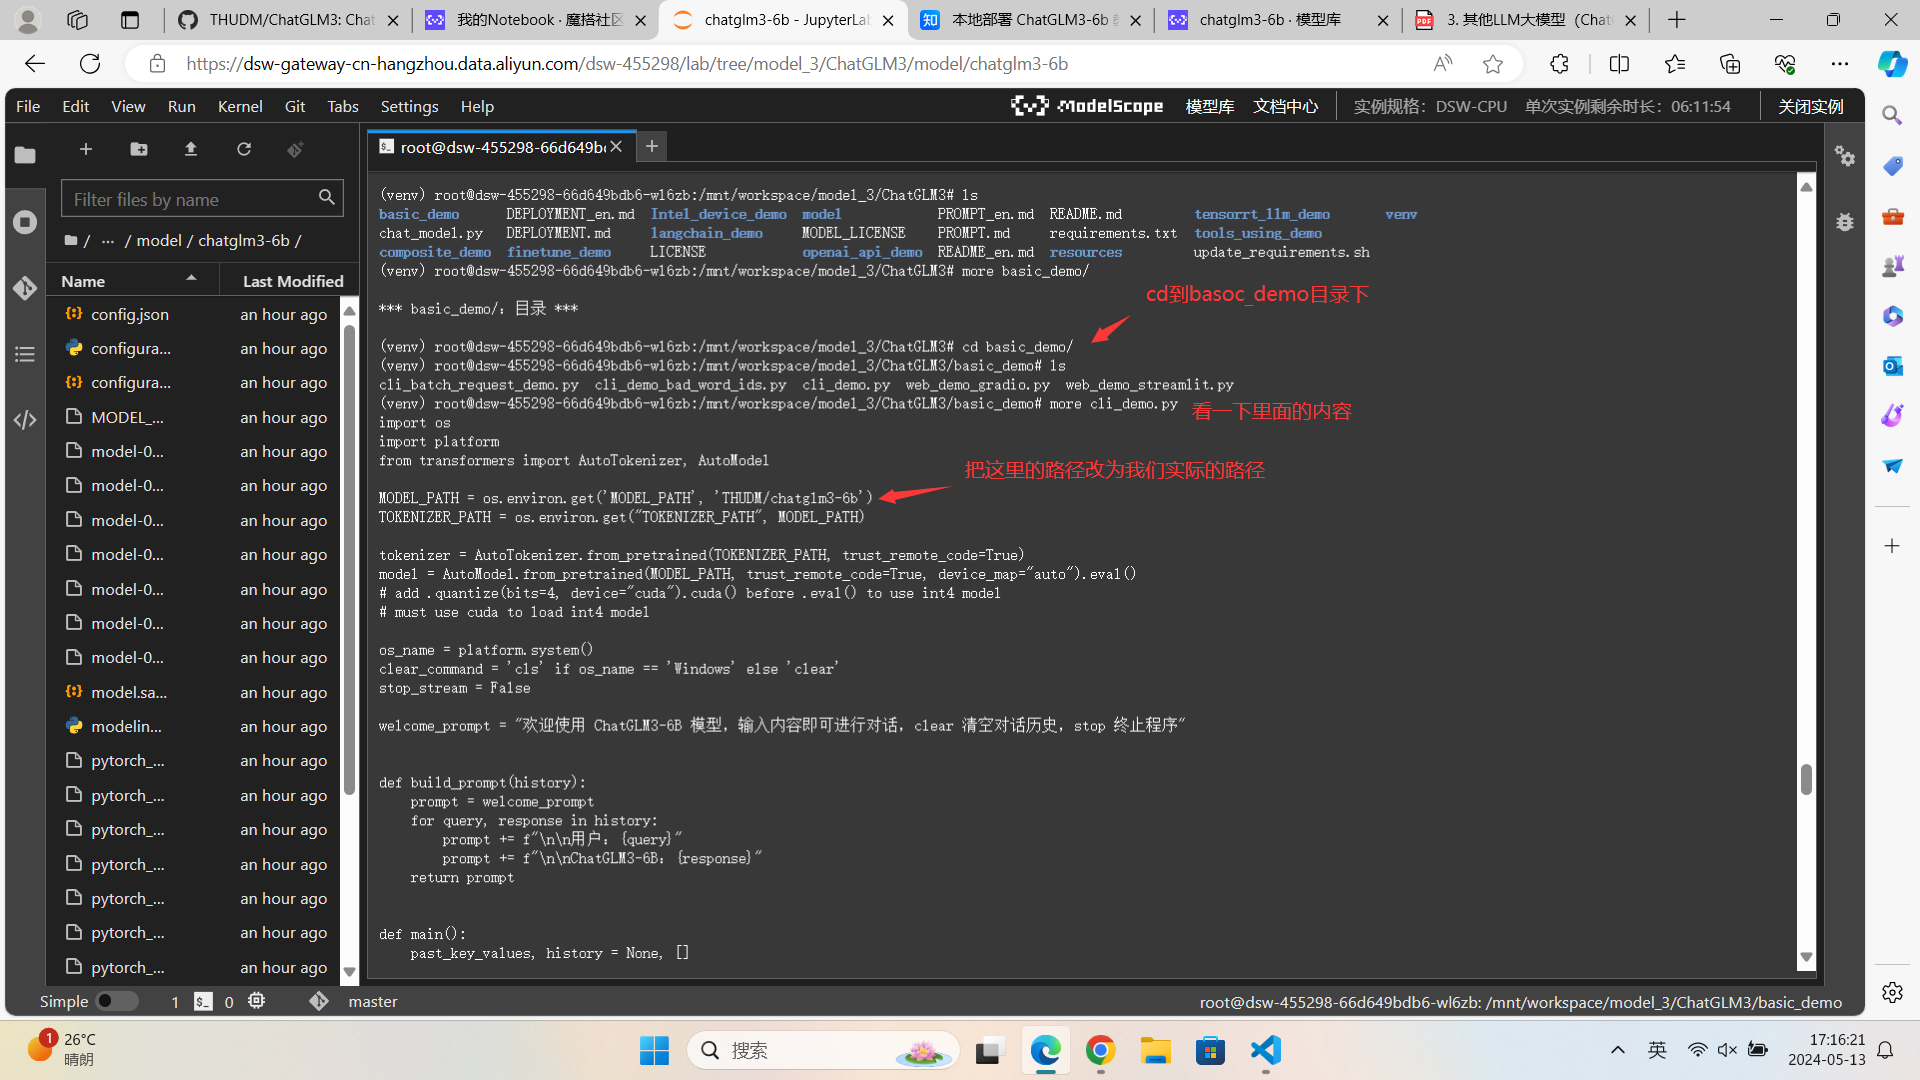 THUDM/ChatGLM3: Chat
我的Notebook · 魔搭社区
chatglm3-6b - JupyterLab
本地部署 ChatGLM3-6b
chatglm3-6b · 模型库
3. 其他LLM大模型（Chat
https://dsw-gateway-cn-hangzhou.data.aliyun.com/dsw-455298/lab/tree/model_3/ChatGLM3/model/chatglm3-6b
File Edit View Run Kernel Git Tabs Settings Help
ModelScope 模型库 文档中心 实例规格: DSW-CPU 单次实例剩余时长: 06:11:54 关闭实例
root@dsw-455298-66d649b
Filter files by name
/ ··· / model / chatglm3-6b /
Name Last Modified
config.json an hour ago
configura... an hour ago
configura... an hour ago
MODEL_... an hour ago
model-0... an hour ago
model-0... an hour ago
model-0... an hour ago
model-0... an hour ago
model-0... an hour ago
model-0... an hour ago
model-0... an hour ago
model.sa... an hour ago
modelin... an hour ago
pytorch_... an hour ago
pytorch_... an hour ago
pytorch_... an hour ago
pytorch_... an hour ago
pytorch_... an hour ago
pytorch_... an hour ago
pytorch_... an hour ago
(venv) root@dsw-455298-66d649bdb6-wl6zb:/mnt/workspace/model_3/ChatGLM3# ls
basic_demo DEPLOYMENT_en.md Intel_device_demo model PROMPT_en.md README.md tensorrt_llm_demo venv
chat_model.py DEPLOYMENT.md langchain_demo MODEL_LICENSE PROMPT.md requirements.txt tools_using_demo
composite_demo finetune_demo LICENSE openai_api_demo README_en.md resources update_requirements.sh
(venv) root@dsw-455298-66d649bdb6-wl6zb:/mnt/workspace/model_3/ChatGLM3# more basic_demo/
cd到basoc_demo目录下
*** basic_demo/: 目录 ***
(venv) root@dsw-455298-66d649bdb6-wl6zb:/mnt/workspace/model_3/ChatGLM3# cd basic_demo/
(venv) root@dsw-455298-66d649bdb6-wl6zb:/mnt/workspace/model_3/ChatGLM3/basic_demo# ls
cli_batch_request_demo.py cli_demo_bad_word_ids.py cli_demo.py web_demo_gradio.py web_demo_streamlit.py
(venv) root@dsw-455298-66d649bdb6-wl6zb:/mnt/workspace/model_3/ChatGLM3/basic_demo# more cli_demo.py
看一下里面的内容
import os
import platform
from transformers import AutoTokenizer, AutoModel
把这里的路径改为我们实际的路径
MODEL_PATH = os.environ.get('MODEL_PATH', 'THUDM/chatglm3-6b')
TOKENIZER_PATH = os.environ.get("TOKENIZER_PATH", MODEL_PATH)
tokenizer = AutoTokenizer.from_pretrained(TOKENIZER_PATH, trust_remote_code=True)
model = AutoModel.from_pretrained(MODEL_PATH, trust_remote_code=True, device_map="auto").eval()
# add .quantize(bits=4, device="cuda").cuda() before .eval() to use int4 model
# must use cuda to load int4 model
os_name = platform.system()
clear_command = 'cls' if os_name == 'Windows' else 'clear'
stop_stream = False
welcome_prompt = "欢迎使用 ChatGLM3-6B 模型，输入内容即可进行对话，clear 清空对话历史，stop 终止程序"
def build_prompt(history):
prompt = welcome_prompt
for query, response in history:
prompt += f"\n\n用户：{query}"
prompt += f"\n\nChatGLM3-6B：{response}"
return prompt
def main():
past_key_values, history = None, []
Simple 1 0 master root@dsw-455298-66d649bdb6-wl6zb: /mnt/workspace/model_3/ChatGLM3/basic_demo
1
26°C
晴朗
搜索
英
17:16:21
2024-05-13